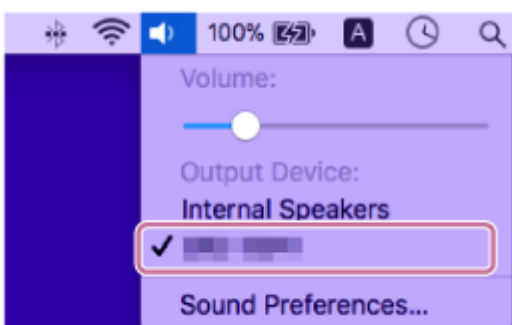 100% A
Volume:
Output Device:
Internal Speakers
Sound Preferences...